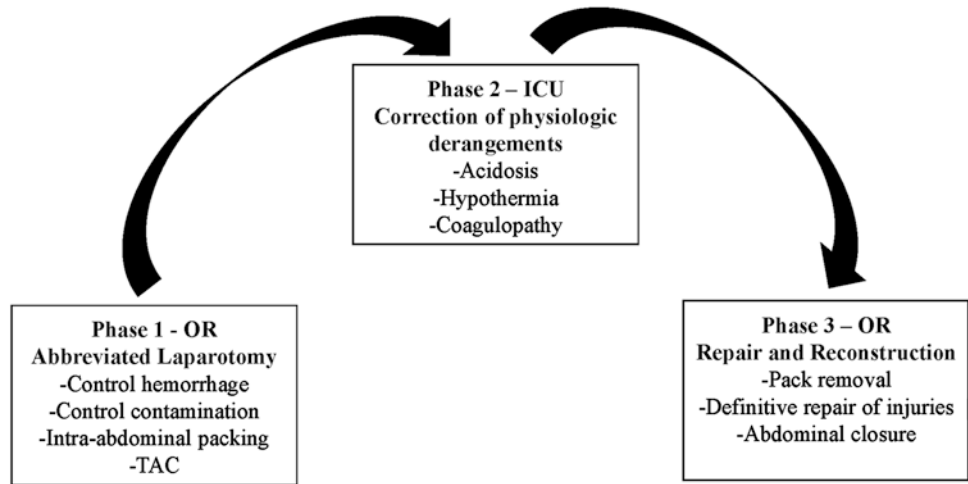 Phase 2 – ICU
Correction of physiologic
derangements
-Acidosis
-Hypothermia
-Coagulopathy
Phase 1 - OR
Abbreviated Laparotomy
-Control hemorrhage
-Control contamination
-Intra-abdominal packing
-TAC
Phase 3 – OR
Repair and Reconstruction
-Pack removal
-Definitive repair of injuries
-Abdominal closure